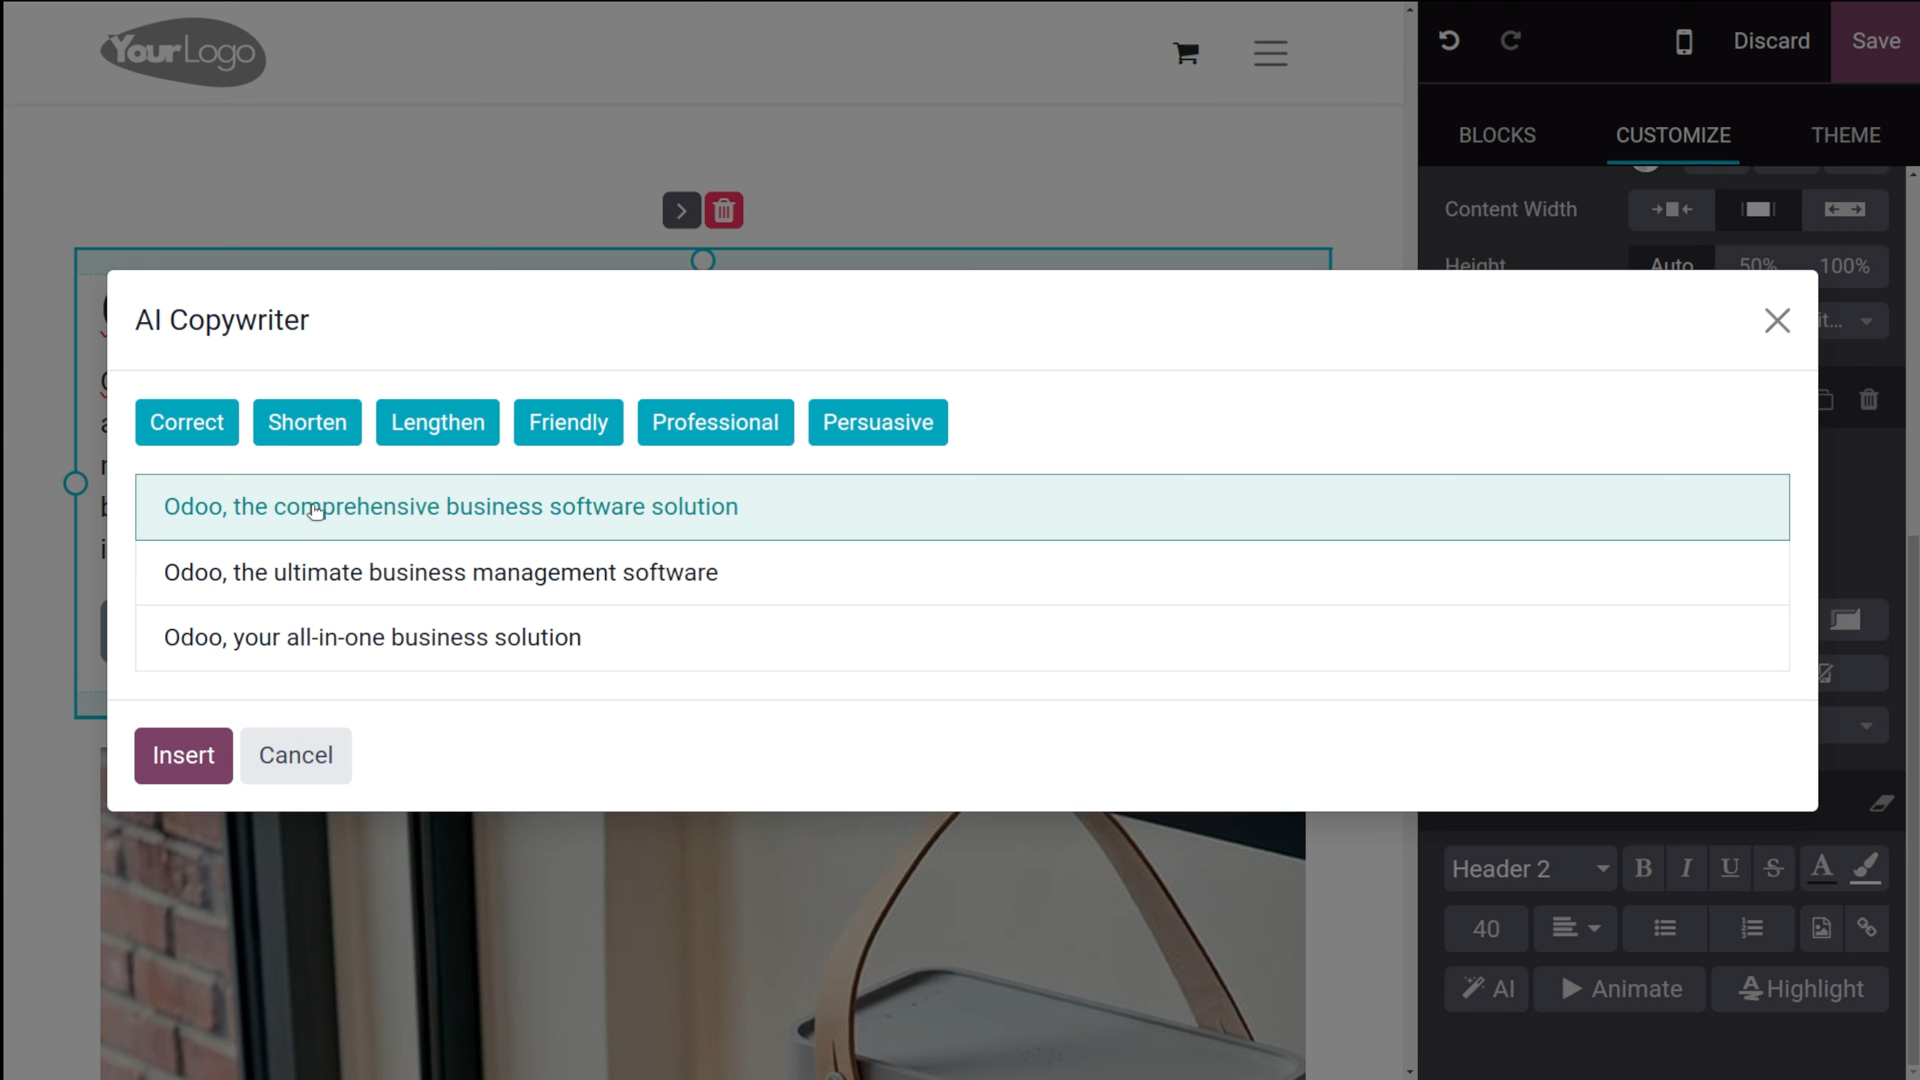 YourLogo
Discard
Save
BLOCKS
CUSTOMIZE
THEME
Content Width
Height
Auto
50%
100%
it...
AI Copywriter
Correct
Shorten
Lengthen
Friendly
Professional
Persuasive
Odoo, the comprehensive business software solution
Odoo, the ultimate business management software
Odoo, your all-in-one business solution
Insert
Cancel
Header 2
B
I
U
S
A
40
AI
Animate
Highlight